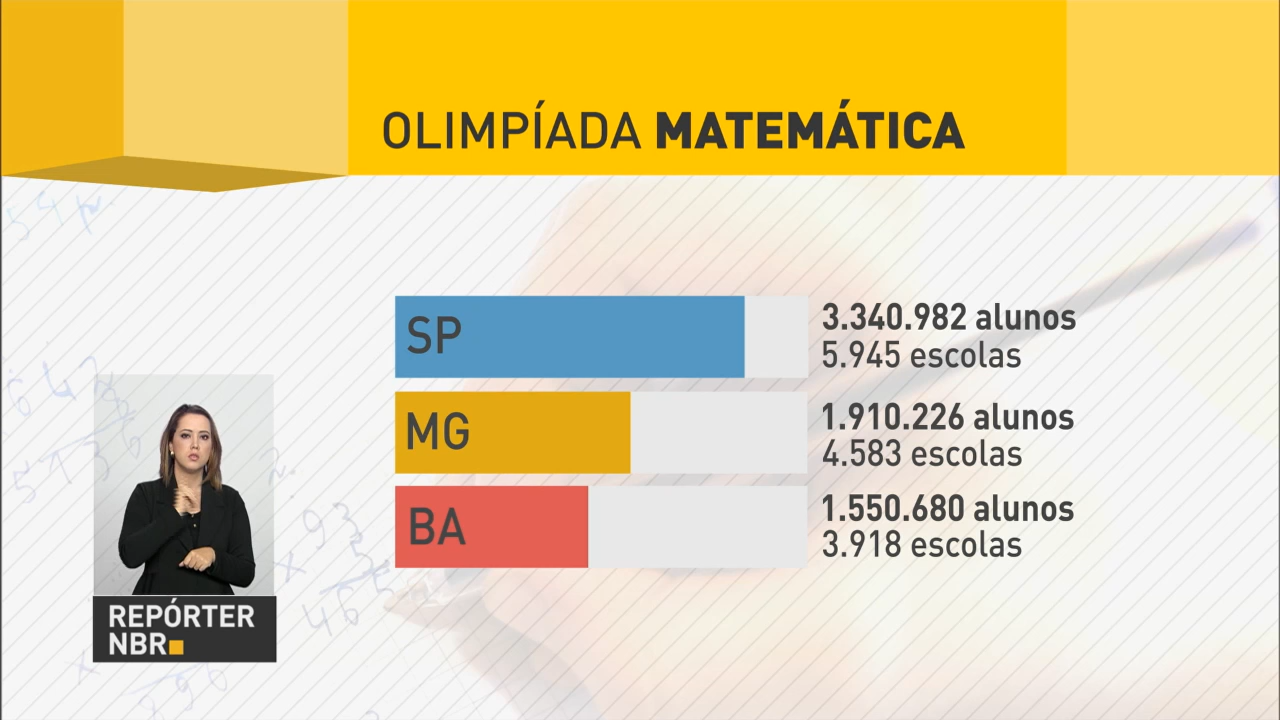 OLIMPÍADA MATEMÁTICA
SP
3.340.982 alunos
5.945 escolas
MG
1.910.226 alunos
4.583 escolas
BA
1.550.680 alunos
3.918 escolas
REPÓRTER
NBR